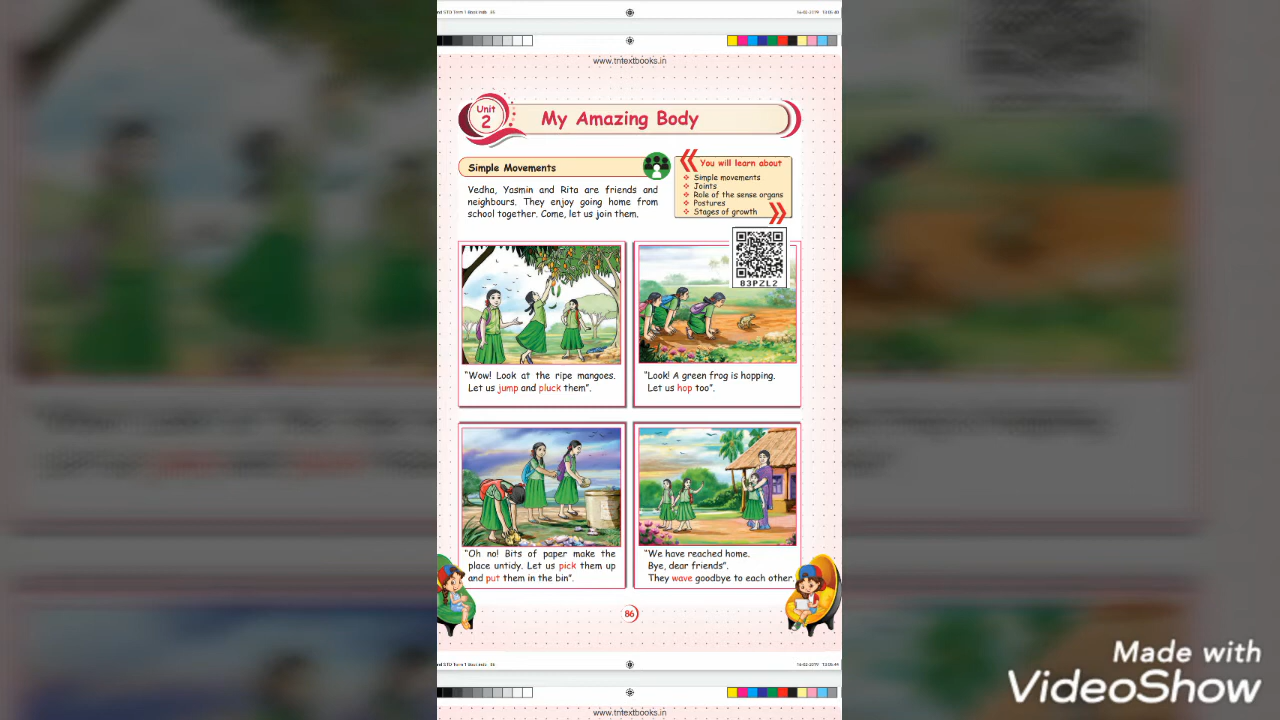 www.tntextbooks.in
Unit
2
My Amazing Body
Simple Movements
Vedha, Yasmin and Rita are friends and
neighbours. They enjoy going home from
school together. Come, let us join them.
You will learn about
Simple movements
Joints
Role of the sense organs
Postures
Stages of growth
B3PZL2
"Wow! Look at the ripe mangoes.
Let us jump and pluck them".
"Look! A green frog is hopping.
Let us hop too".
"Oh no! Bits of paper make the
place untidy. Let us pick them up
and put them in the bin".
"We have reached home.
Bye, dear friends".
They wave goodbye to each other.
86
www.tntextbooks.in
Made with
VideoShow